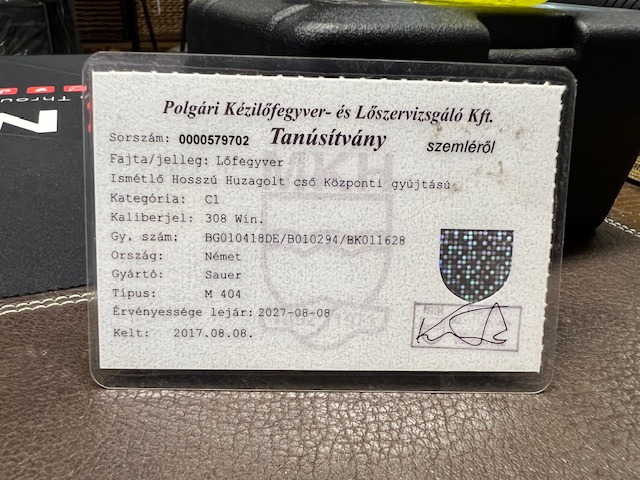 Polgári Kézilőfegyver- és Lőszervizsgáló Kft.
Sorszám: 0000579702 Tanúsítvány szemléről
Fajta/jelleg: Lőfegyver
Ismétlő Hosszú Huzagolt cső Központi gyújtású
Kategória: C1
Kaliberjel: 308 Win.
Gy. szám: BG010418DE/B010294/BK011628
Ország: Német
Gyártó: Sauer
Típus: M 404
Érvényessége lejár: 2027-08-08
Kelt: 2017.08.08.